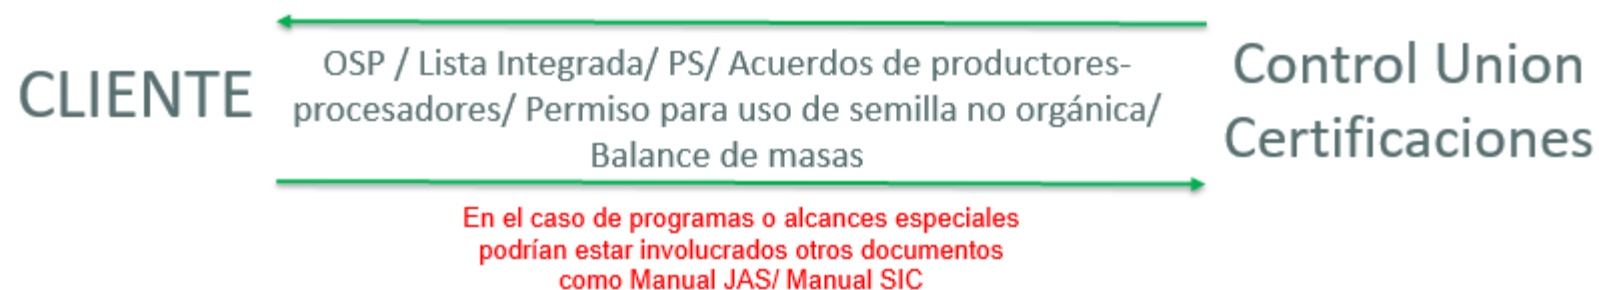 CLIENTE
OSP / Lista Integrada/ PS/ Acuerdos de productores-
procesadores/ Permiso para uso de semilla no orgánica/
Balance de masas
Control Union
Certificaciones
En el caso de programas o alcances especiales
podrían estar involucrados otros documentos
como Manual JAS/ Manual SIC